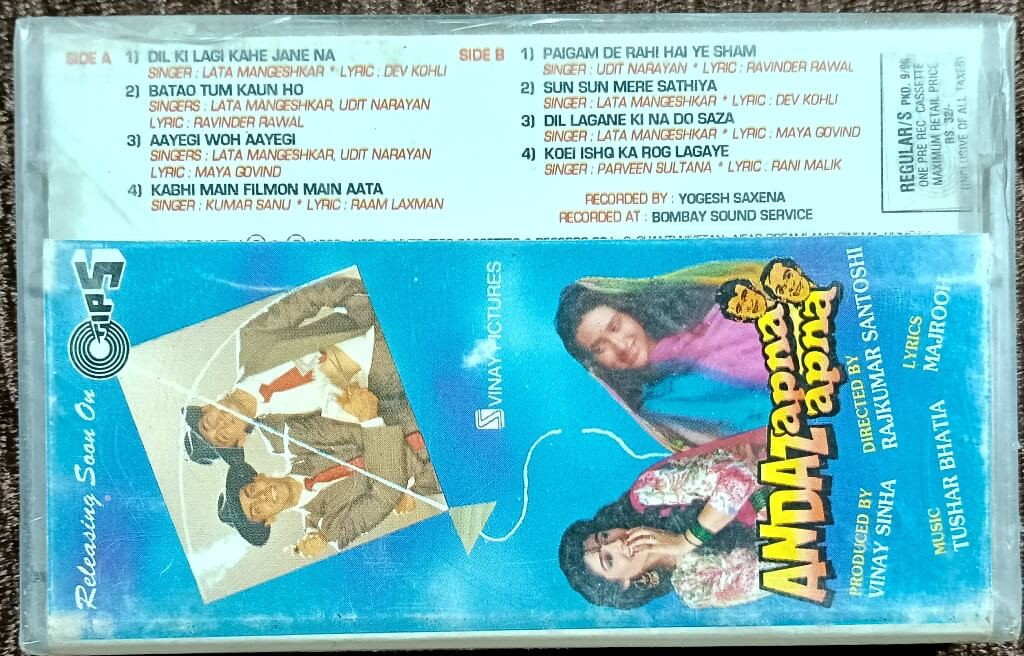 SIDE A
1) DIL KI LAGI KAHE JANE NA
SINGER : LATA MANGESHKAR * LYRIC : DEV KOHLI
2) BATAO TUM KAUN HO
SINGERS : LATA MANGESHKAR, UDIT NARAYAN
LYRIC : RAVINDER RAWAL
3) AAYEGI WOH AAYEGI
SINGERS : LATA MANGESHKAR, UDIT NARAYAN
LYRIC : MAYA GOVIND
4) KABHI MAIN FILMON MAIN AATA
SINGER : KUMAR SANU * LYRIC : RAAM LAXMAN
SIDE B
1) PAIGAM DE RAHI HAI YE SHAM
SINGER : UDIT NARAYAN * LYRIC : RAVINDER RAWAL
2) SUN SUN MERE SATHIYA
SINGER : LATA MANGESHKAR * LYRIC : DEV KOHLI
3) DIL LAGANE KI NA DO SAZA
SINGER : LATA MANGESHKAR * LYRIC : MAYA GOVIND
4) KOEI ISHQ KA ROG LAGAYE
SINGER : PARVEEN SULTANA * LYRIC : RANI MALIK
RECORDED BY : YOGESH SAXENA
RECORDED AT : BOMBAY SOUND SERVICE
REGULAR/S PKD.
ONE PRE REC. CASSETTE
MAXIMUM RETAIL PRICE
RS. 32/-
(INCLUSIVE OF ALL TAXES)
Releasing Soon On
TIPS
VINAY PICTURES
ANDAZ apna
apna
PRODUCED BY
VINAY SINHA
DIRECTED BY
RAJKUMAR SANTOSHI
MUSIC
TUSHAR BHATIA
LYRICS
MAJROOH